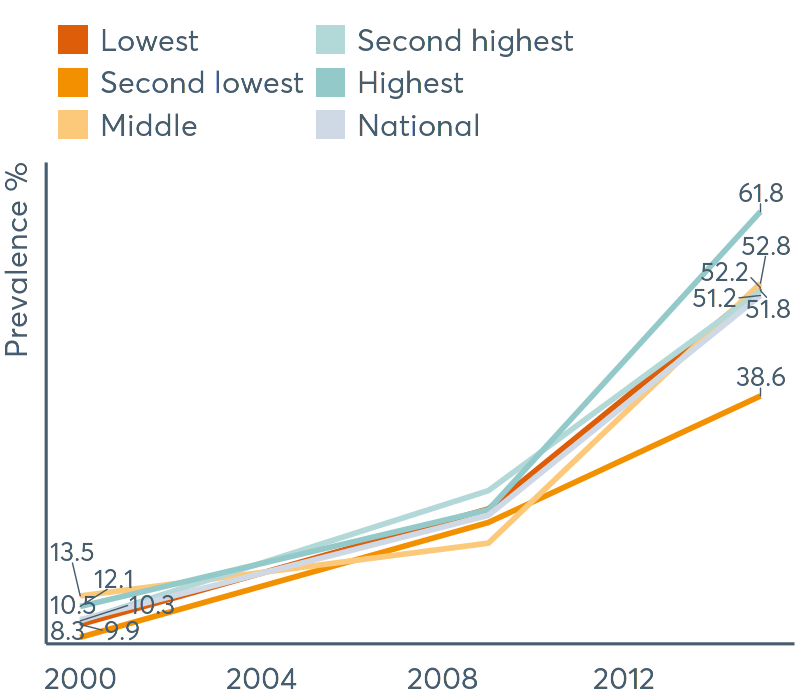 Lowest
Second lowest
Middle
Second highest
Highest
National
Prevalence %
61.8
52.8
52.2
51.2
51.8
38.6
13.5
12.1
10.5
10.3
8.3
9.9
2000
2004
2008
2012